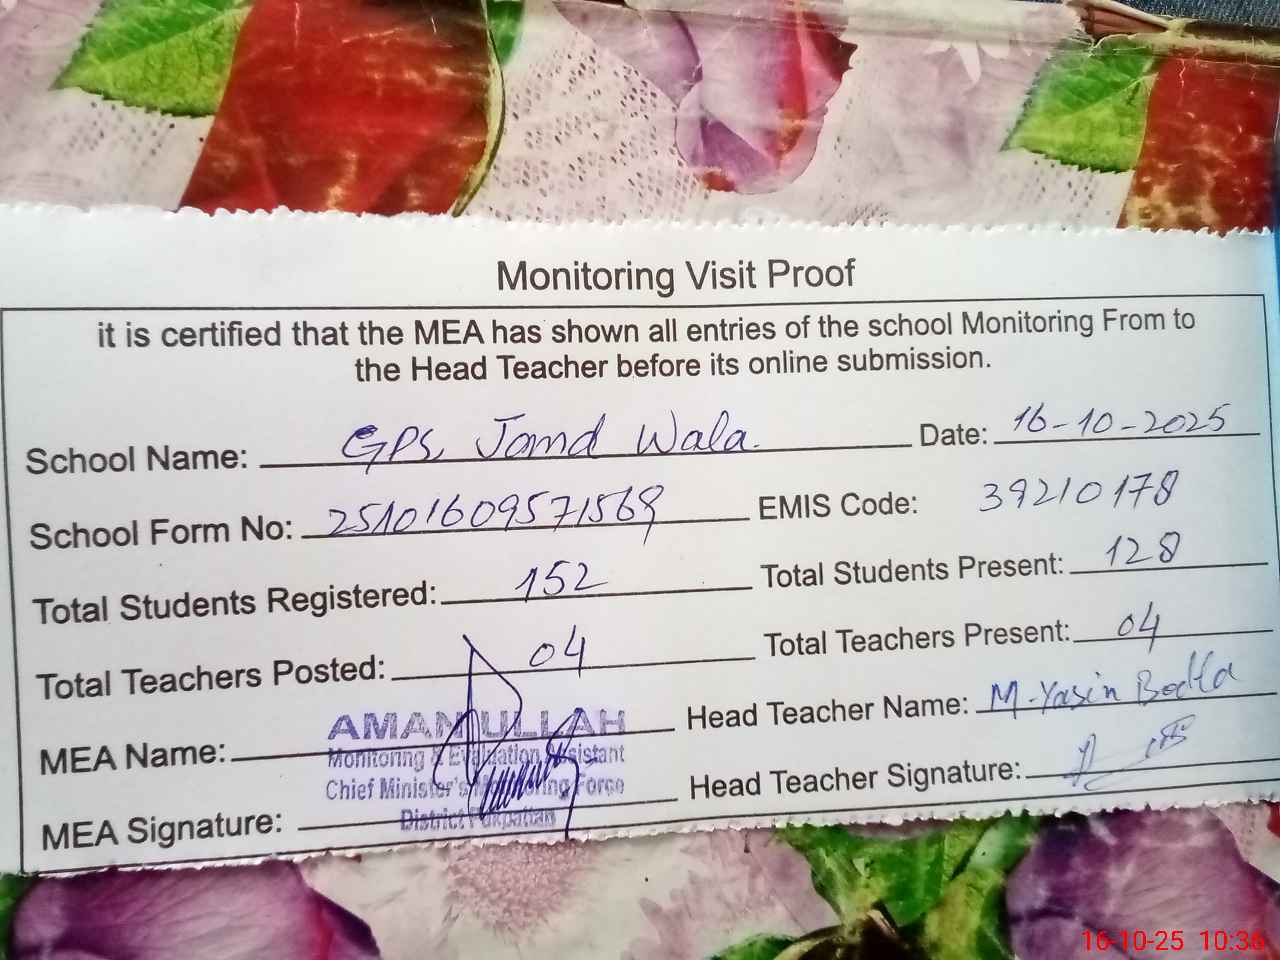 Monitoring Visit Proof
it is certified that the MEA has shown all entries of the school Monitoring From to
the Head Teacher before its online submission.
School Name: GPS, Jamd Wala. Date: 16-10-2025
School Form No: 25101609571569 EMIS Code: 39210178
Total Students Registered: 152 Total Students Present: 128
Total Teachers Posted: 04 Total Teachers Present: 04
MEA Name: AMANULLAH Head Teacher Name: M-Yasin Bodla
Monitoring & Evaluation Assistant
Chief Minister's Monitoring Force
District Pakpattan
MEA Signature: Head Teacher Signature:
16-10-25 10:36